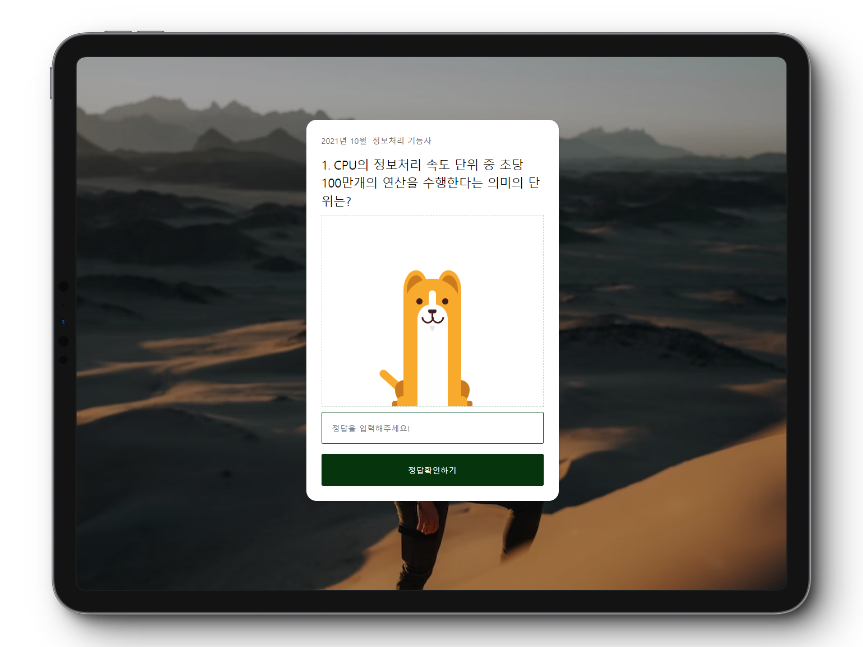 2021년 10월 정보처리 기능사
1. CPU의 정보처리 속도 단위 중 초당
100만개의 연산을 수행한다는 의미의 단
위는?
정답을 입력해주세요!
정답확인하기